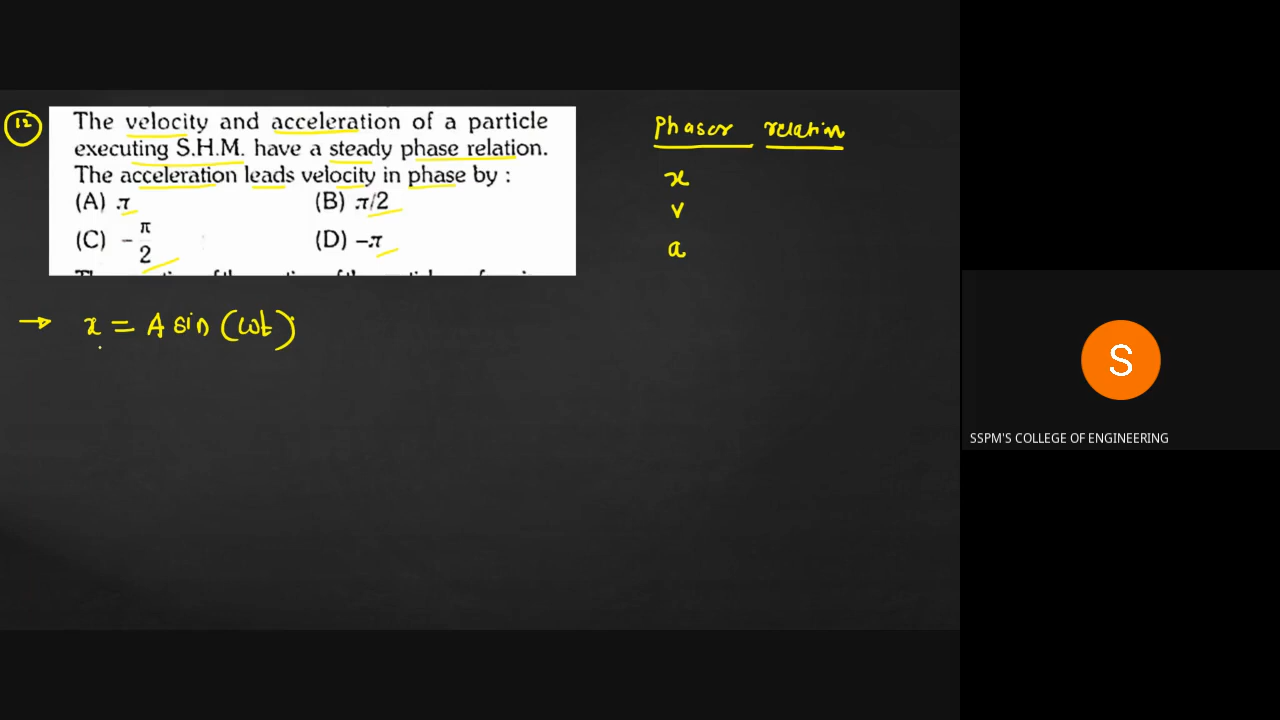 12
The velocity and acceleration of a particle
executing S.H.M. have a steady phase relation.
The acceleration leads velocity in phase by :
(A) π (B) π/2
(C) -π/2 (D) -π
Phaser relation
x
v
a
→ x = A sin (ωt)
S
SSPM'S COLLEGE OF ENGINEERING